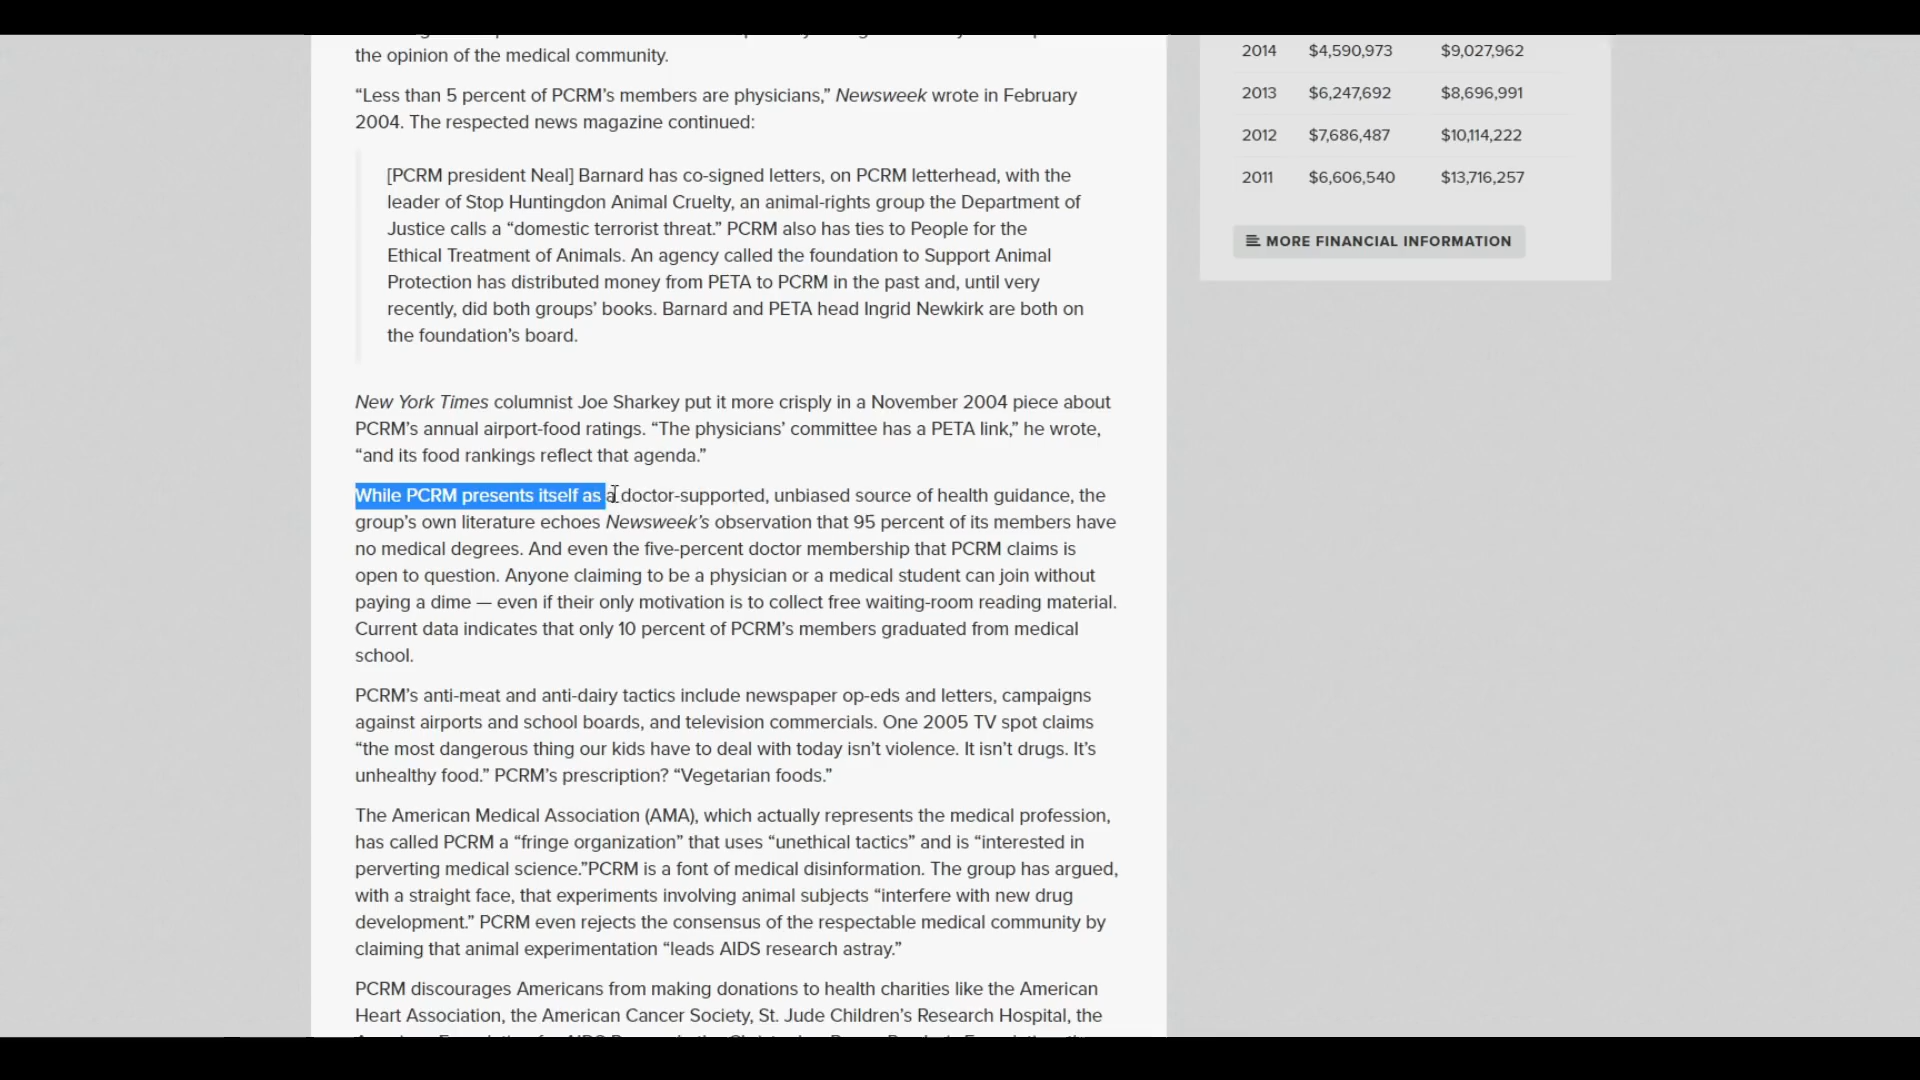 the opinion of the medical community.
“Less than 5 percent of PCRM’s members are physicians,” Newsweek wrote in February
2004. The respected news magazine continued:
[PCRM president Neal] Barnard has co-signed letters, on PCRM letterhead, with the
leader of Stop Huntingdon Animal Cruelty, an animal-rights group the Department of
Justice calls a “domestic terrorist threat.” PCRM also has ties to People for the
Ethical Treatment of Animals. An agency called the foundation to Support Animal
Protection has distributed money from PETA to PCRM in the past and, until very
recently, did both groups’ books. Barnard and PETA head Ingrid Newkirk are both on
the foundation’s board.
New York Times columnist Joe Sharkey put it more crisply in a November 2004 piece about
PCRM’s annual airport-food ratings. “The physicians’ committee has a PETA link,” he wrote,
“and its food rankings reflect that agenda.”
While PCRM presents itself as a doctor-supported, unbiased source of health guidance, the
group’s own literature echoes Newsweek’s observation that 95 percent of its members have
no medical degrees. And even the five-percent doctor membership that PCRM claims is
open to question. Anyone claiming to be a physician or a medical student can join without
paying a dime — even if their only motivation is to collect free waiting-room reading material.
Current data indicates that only 10 percent of PCRM’s members graduated from medical
school.
PCRM’s anti-meat and anti-dairy tactics include newspaper op-eds and letters, campaigns
against airports and school boards, and television commercials. One 2005 TV spot claims
“the most dangerous thing our kids have to deal with today isn’t violence. It isn’t drugs. It’s
unhealthy food.” PCRM’s prescription? “Vegetarian foods.”
The American Medical Association (AMA), which actually represents the medical profession,
has called PCRM a “fringe organization” that uses “unethical tactics” and is “interested in
perverting medical science.”PCRM is a font of medical disinformation. The group has argued,
with a straight face, that experiments involving animal subjects “interfere with new drug
development.” PCRM even rejects the consensus of the respectable medical community by
claiming that animal experimentation “leads AIDS research astray.”
PCRM discourages Americans from making donations to health charities like the American
Heart Association, the American Cancer Society, St. Jude Children’s Research Hospital, the
2014 $4,590,973 $9,027,962
2013 $6,247,692 $8,696,991
2012 $7,686,487 $10,114,222
2011 $6,606,540 $13,716,257
MORE FINANCIAL INFORMATION